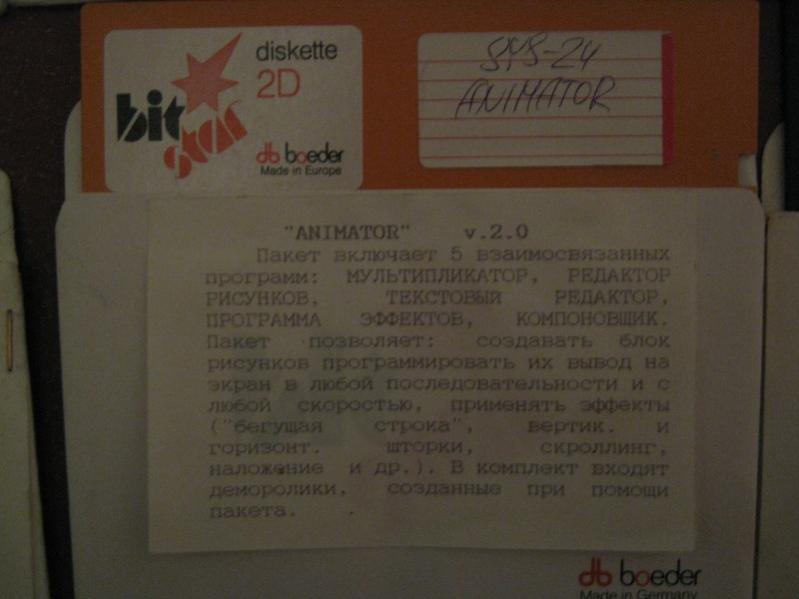 bit
star
diskette
2D
db boeder
Made in Europe
SYS-24
ANIMATOR
"ANIMATOR" v.2.0
Пакет включает 5 взаимосвязанных
программ: МУЛЬТИПЛИКАТОР, РЕДАКТОР
РИСУНКОВ, ТЕКСТОВЫЙ РЕДАКТОР,
ПРОГРАММА ЭФФЕКТОВ, КОМПОНОВЩИК.
Пакет позволяет: создавать блок
рисунков программировать их вывод на
экран в любой последовательности и с
любой скоростью, применять эффекты
("бегущая строка", вертик. и
горизонт. шторки, скроллинг,
наложение и др.). В комплект входят
деморолики, созданные при помощи
пакета.
db boeder
Made in Germany